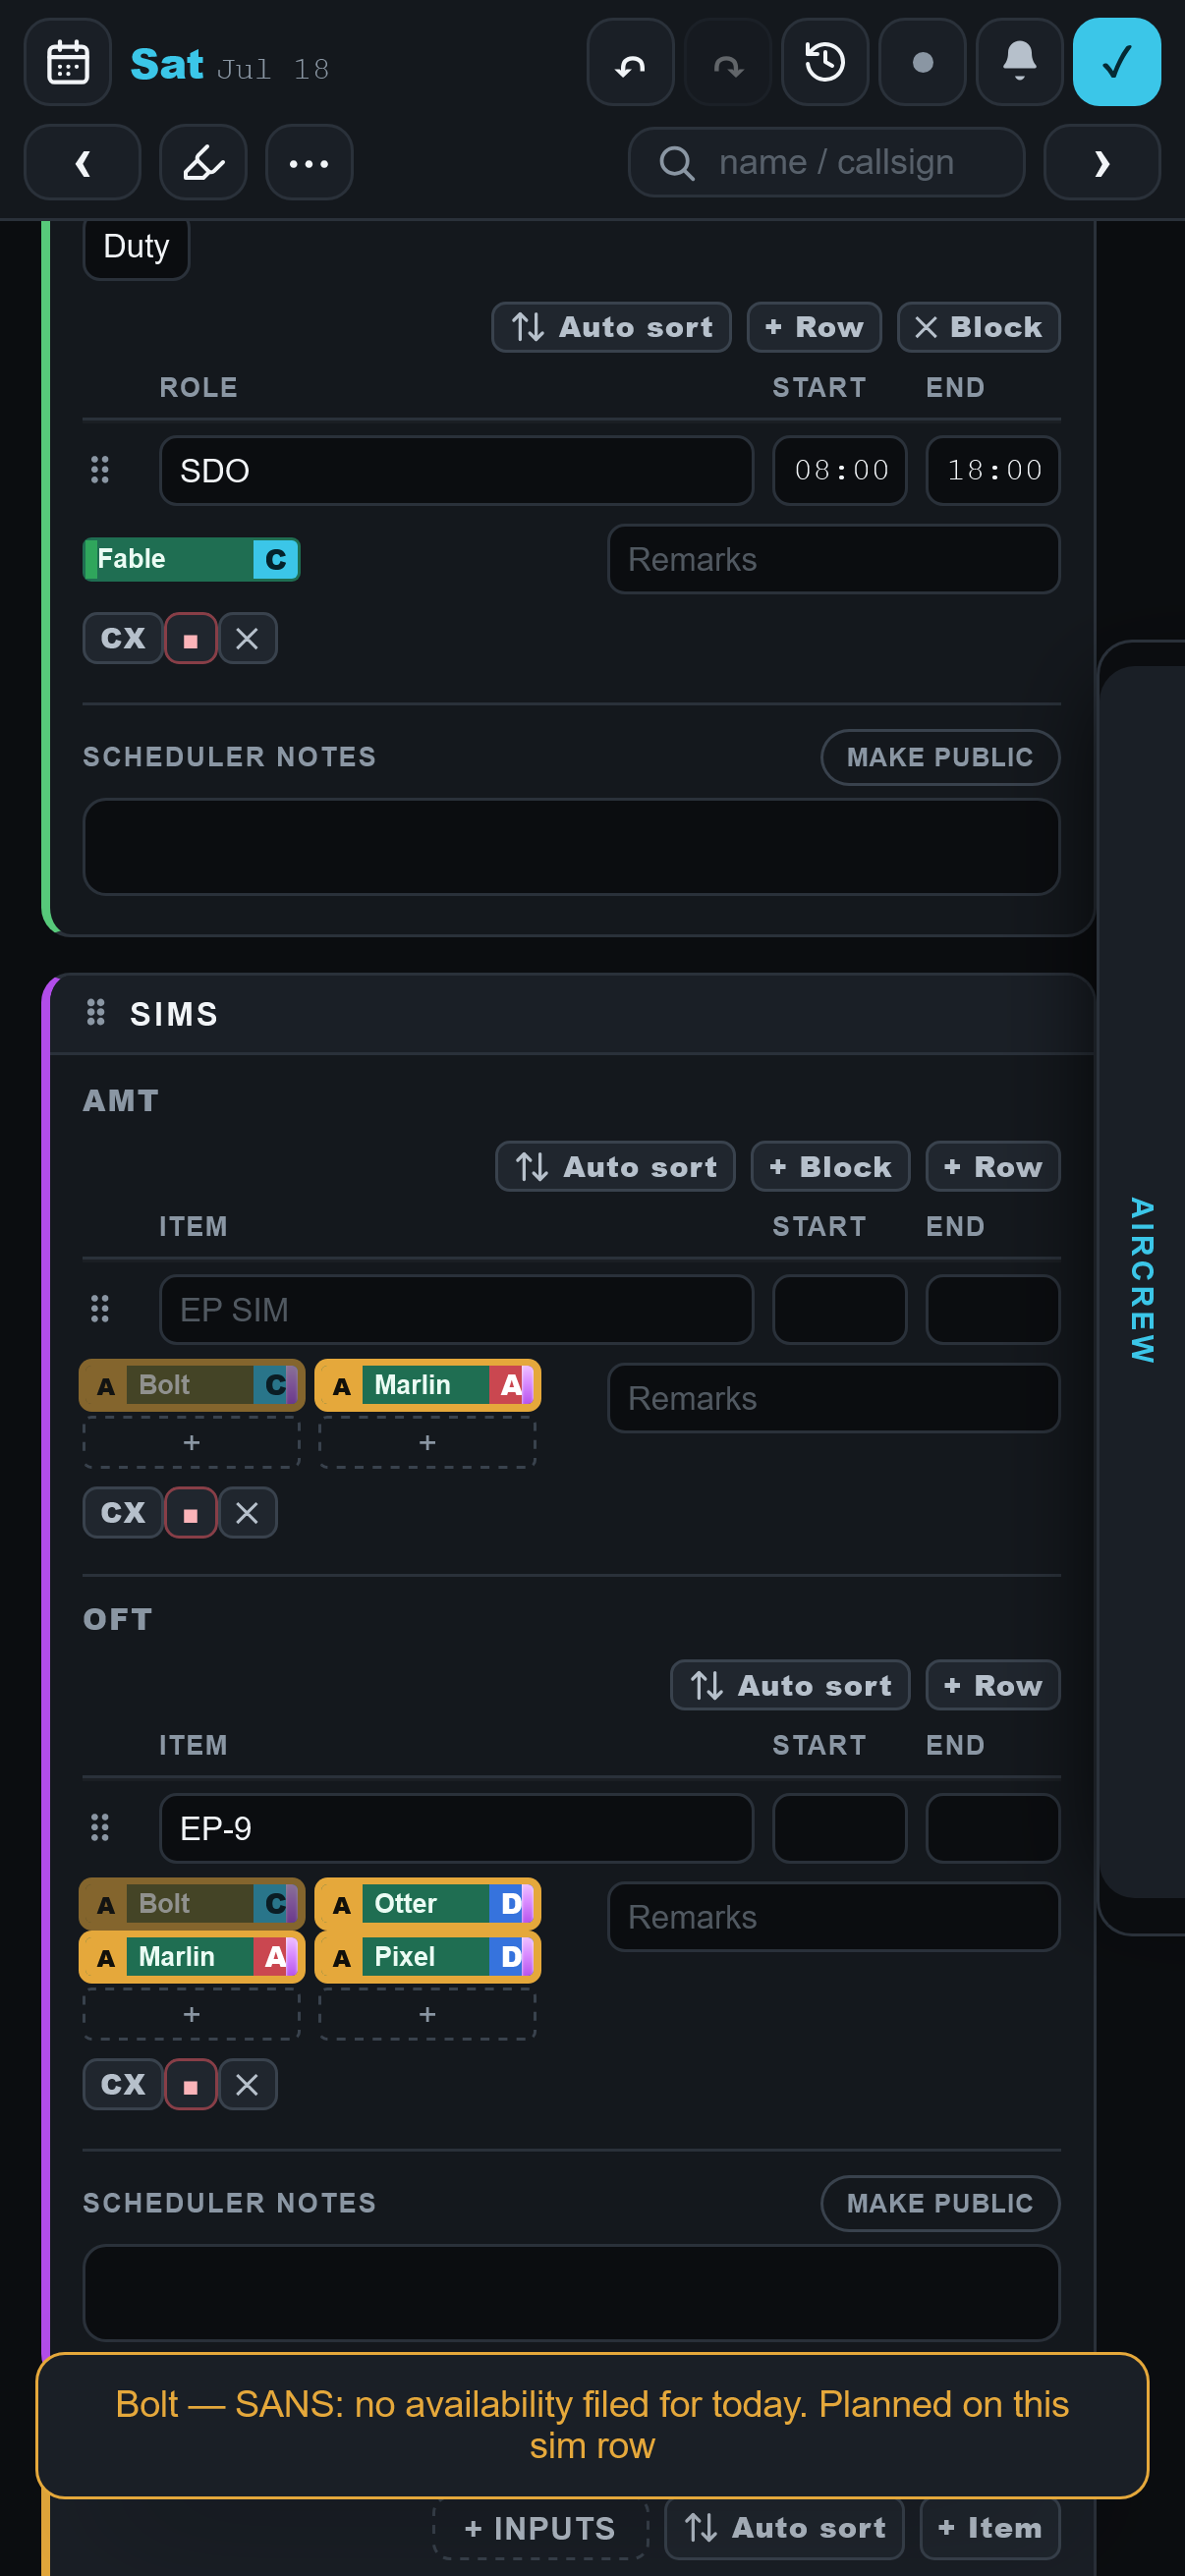 Sat Jul 18
name / callsign
Duty
Auto sort + Row × Block
ROLE START END
SDO 08:00 18:00
Fable C Remarks
CX
SCHEDULER NOTES MAKE PUBLIC
SIMS
AMT
Auto sort + Block + Row
ITEM START END
EP SIM
A Bolt C A Marlin A Remarks
+ +
CX
OFT
Auto sort + Row
ITEM START END
EP-9
A Bolt C A Otter D Remarks
A Marlin A A Pixel D
+ +
CX
SCHEDULER NOTES MAKE PUBLIC
Bolt — SANS: no availability filed for today. Planned on this
sim row
+ INPUTS Auto sort + Item
AIRCREW